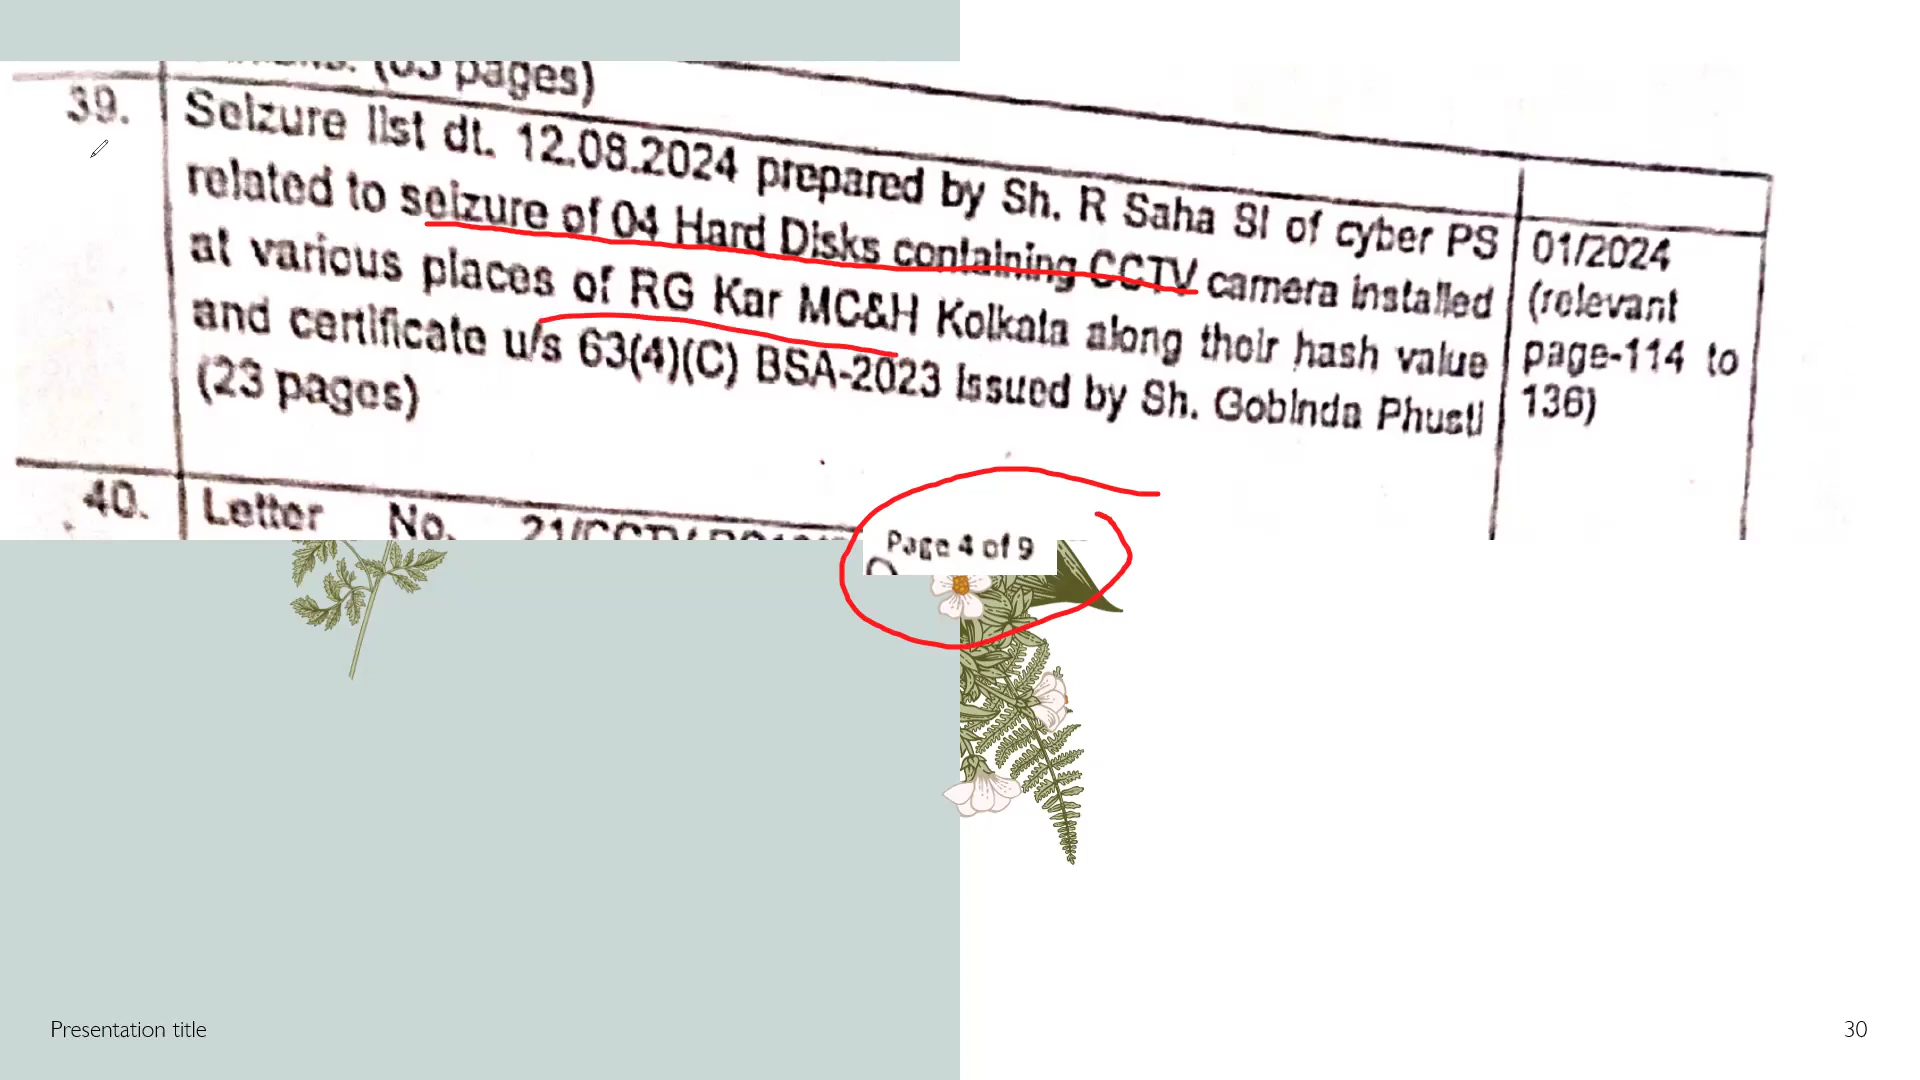 (03 pages)
39.
Seizure list dt. 12.08.2024 prepared by Sh. R Saha SI of cyber PS
related to seizure of 04 Hard Disks containing CCTV camera installed
at various places of RG Kar MC&H Kolkata along their hash value
and certificate u/s 63(4)(C) BSA-2023 issued by Sh. Gobinda Phusti
(23 pages)
01/2024
(relevant
page-114 to
136)
40.
Letter No. 21/CCTV
Page 4 of 9
Presentation title
30